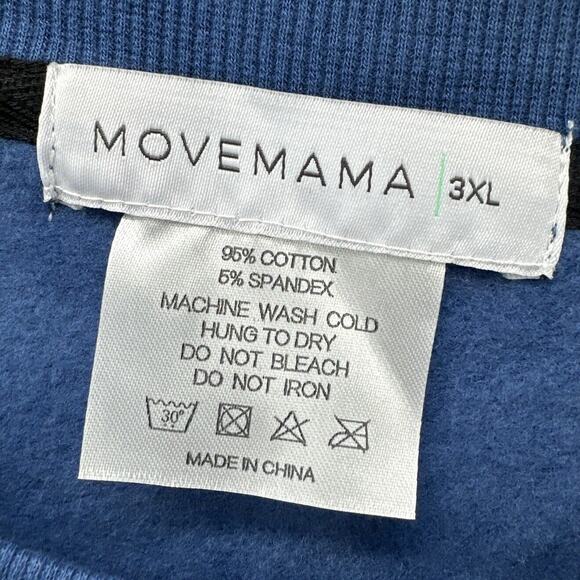 MOVEMAMA 3XL
95% COTTON
5% SPANDEX
MACHINE WASH COLD
HUNG TO DRY
DO NOT BLEACH
DO NOT IRON
30°
MADE IN CHINA